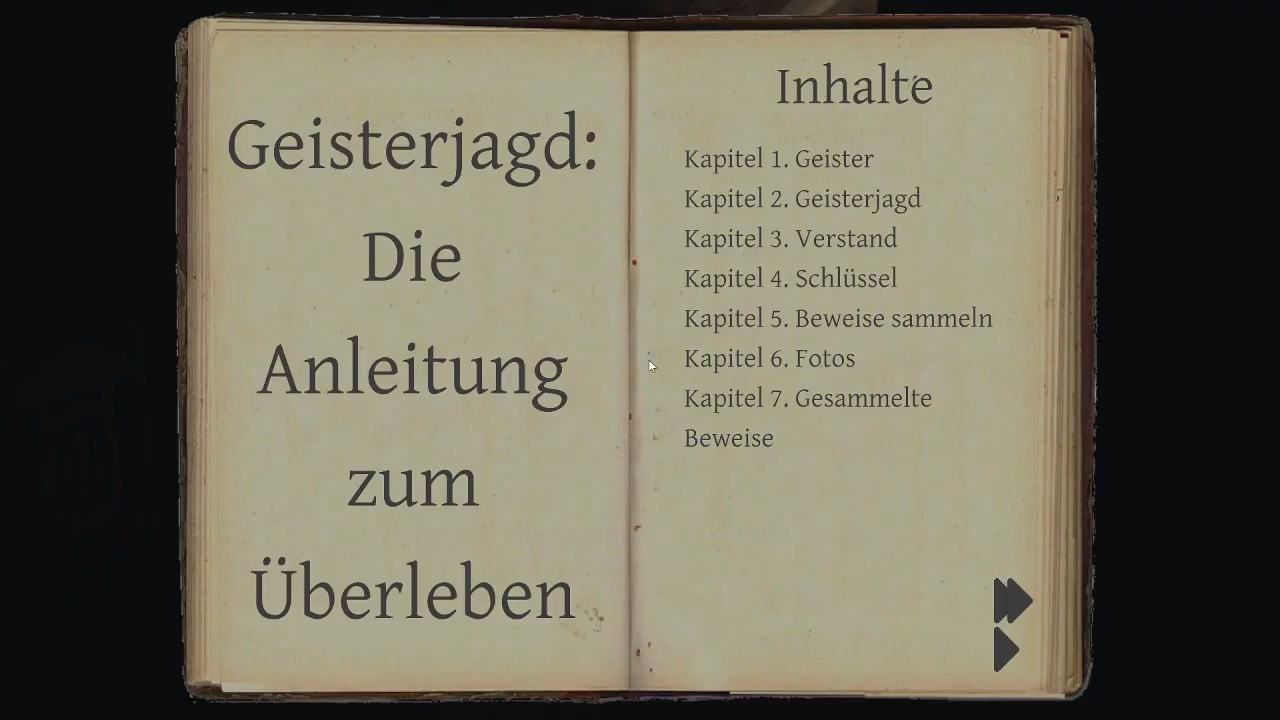 Geisterjagd:
Die
Anleitung
zum
Überleben
Inhalte
Kapitel 1. Geister
Kapitel 2. Geisterjagd
Kapitel 3. Verstand
Kapitel 4. Schlüssel
Kapitel 5. Beweise sammeln
Kapitel 6. Fotos
Kapitel 7. Gesammelte
Beweise